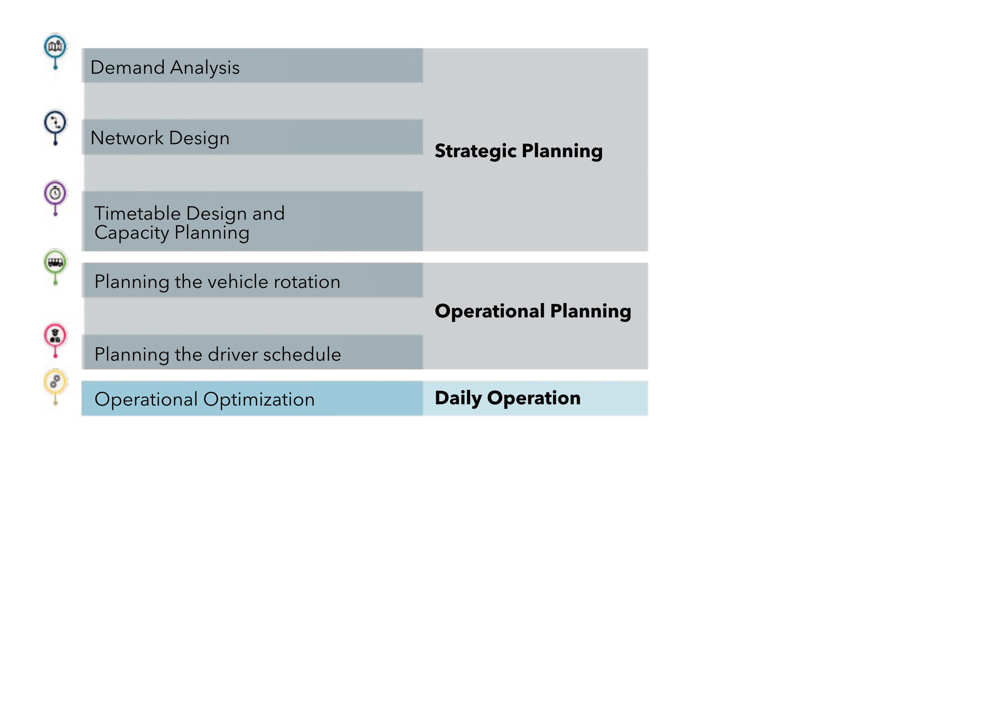 Demand Analysis
Network Design
Strategic Planning
Timetable Design and
Capacity Planning
Planning the vehicle rotation
Operational Planning
Planning the driver schedule
Operational Optimization
Daily Operation